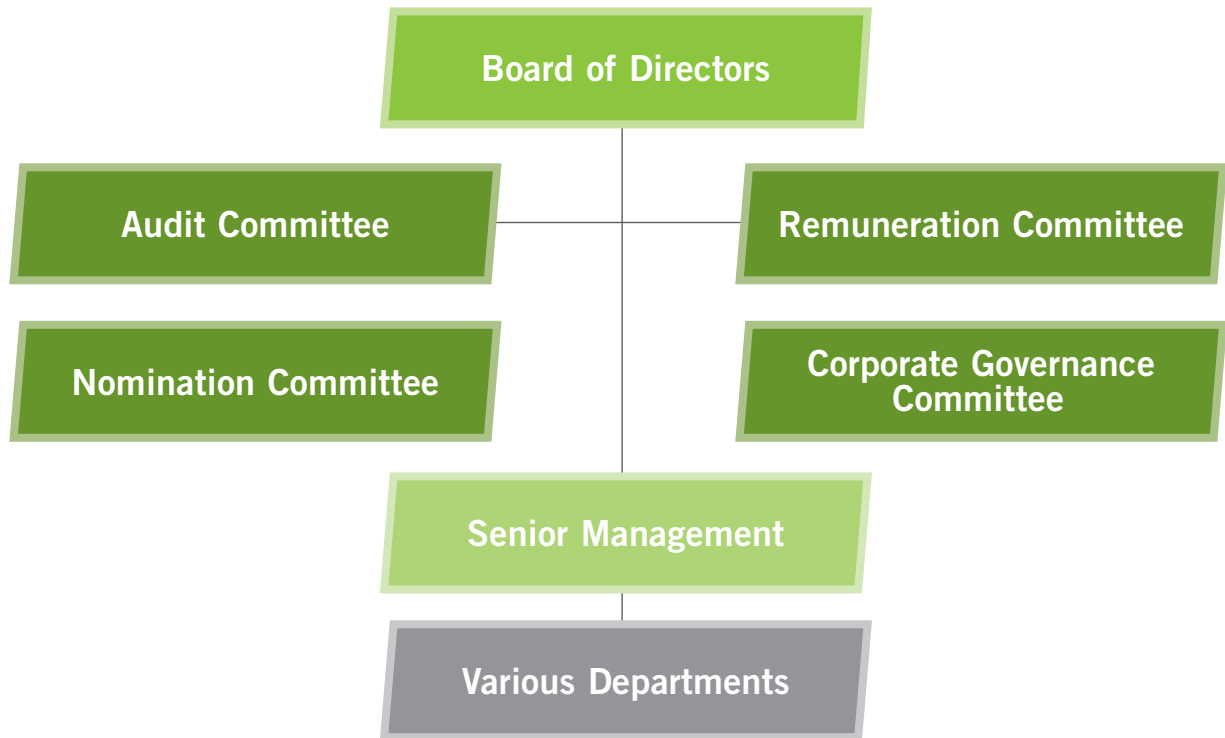 Board of Directors
Audit Committee
Remuneration Committee
Nomination Committee
Corporate Governance
Committee
Senior Management
Various Departments